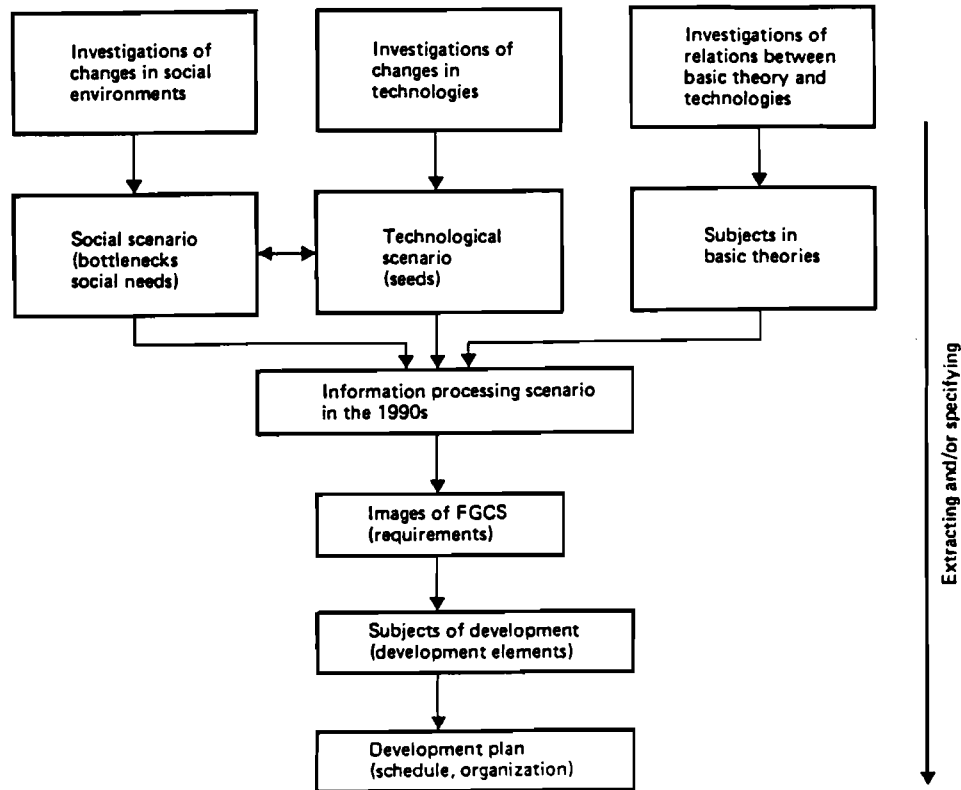 Investigations of
changes in social
environments
Investigations of
changes in
technologies
Investigations of
relations between
basic theory and
technologies
Social scenario
(bottlenecks
social needs)
Technological
scenario
(seeds)
Subjects in
basic theories
Information processing scenario
in the 1990s
Images of FGCS
(requirements)
Subjects of development
(development elements)
Development plan
(schedule, organization)
Extracting and/or specifying